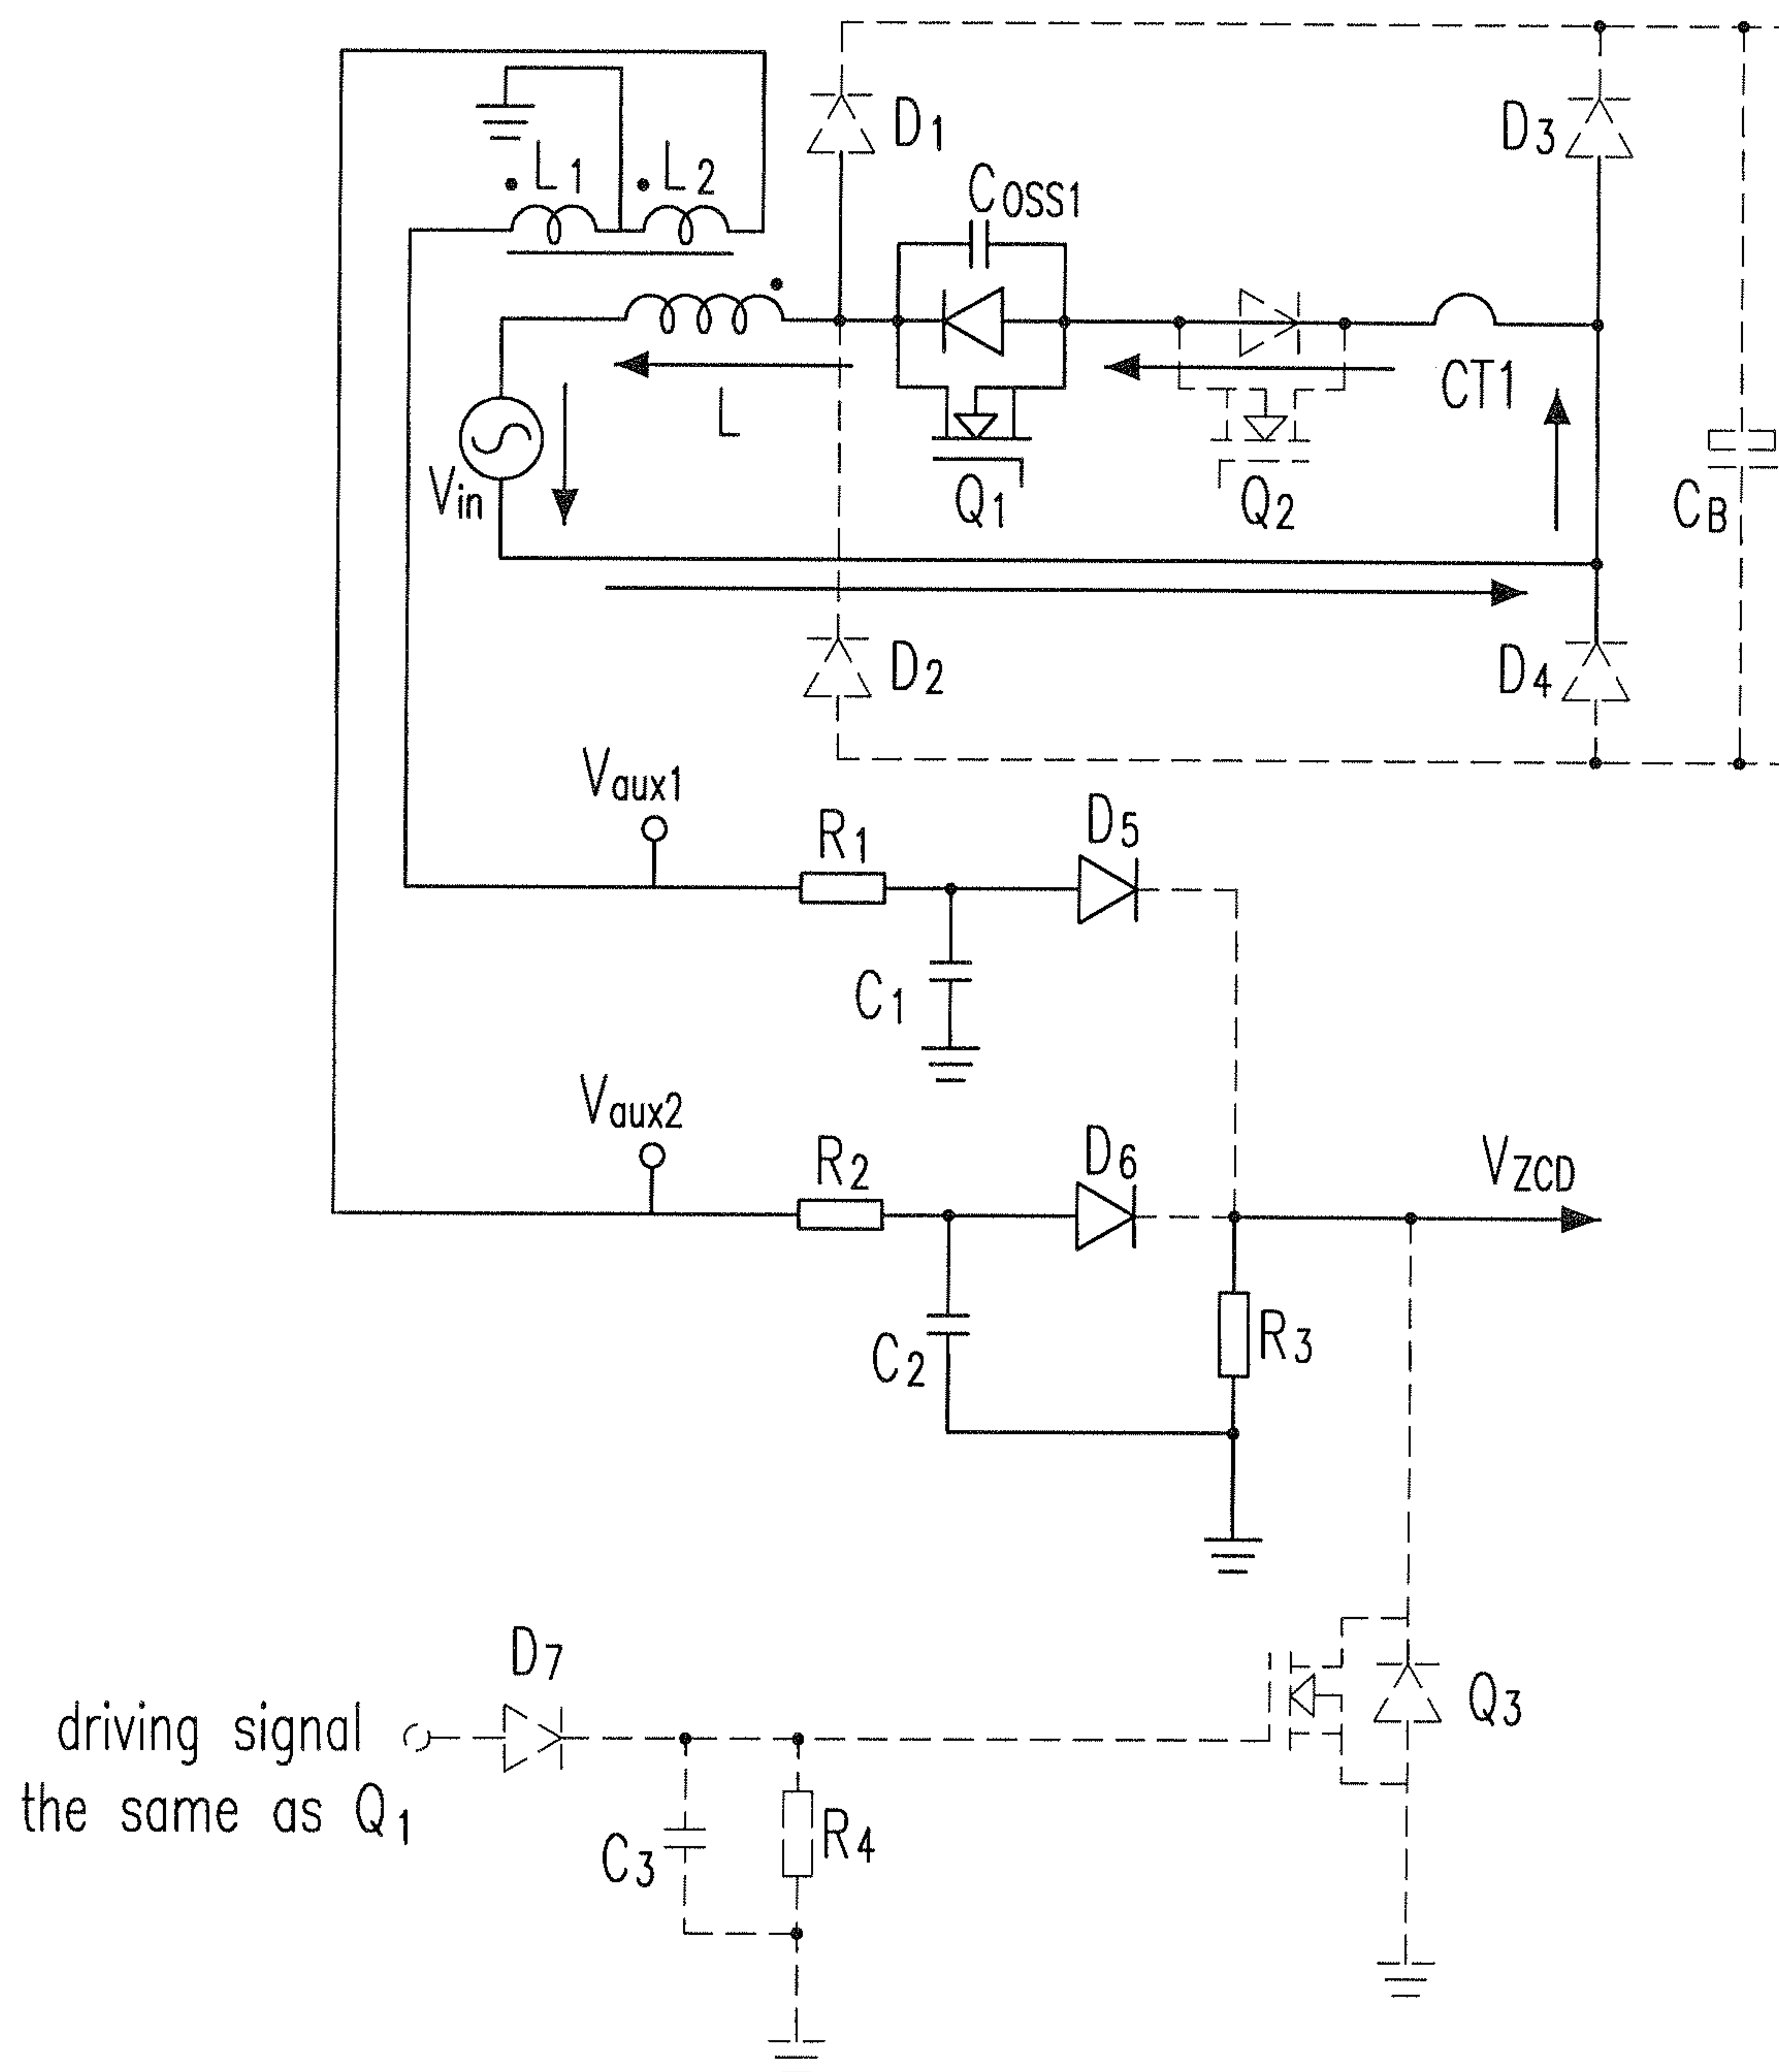 D1
D3
L1
L2
COSS1
L
CT1
Vin
Q1
Q2
CB
D2
D4
Vaux1
R1
D5
C1
Vaux2
R2
D6
VZCD
C2
R3
D7
Q3
driving signal
the same as Q1
C3
R4